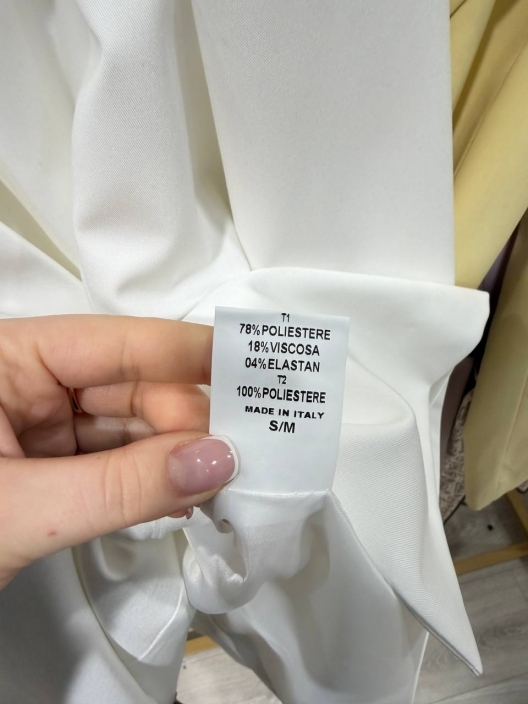 T1
78%POLIESTERE
18%VISCOSA
04%ELASTAN
T2
100%POLIESTERE
MADE IN ITALY
S/M